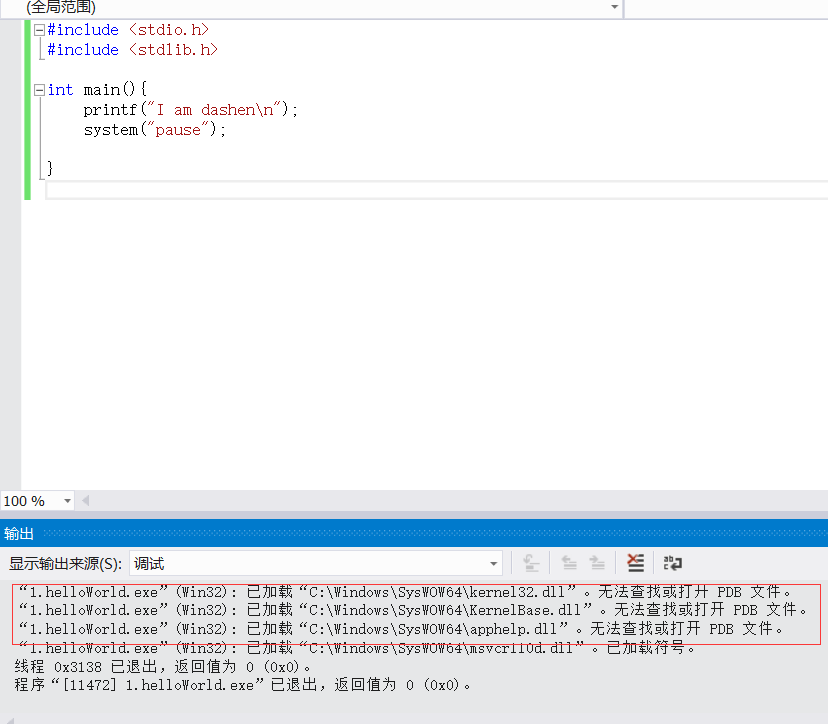 (全局范围)
#include <stdio.h>
#include <stdlib.h>
int main(){
    printf("I am dashen\n");
    system("pause");
}
100 %
输出
显示输出来源(S): 调试
“1.helloWorld.exe”(Win32): 已加载“C:\Windows\SysWOW64\kernel32.dll”。无法查找或打开 PDB 文件。
“1.helloWorld.exe”(Win32): 已加载“C:\Windows\SysWOW64\KernelBase.dll”。无法查找或打开 PDB 文件。
“1.helloWorld.exe”(Win32): 已加载“C:\Windows\SysWOW64\apphelp.dll”。无法查找或打开 PDB 文件。
“1.helloWorld.exe”(Win32): 已加载“C:\Windows\SysWOW64\msvcr110d.dll”。已加载符号。
线程 0x3138 已退出，返回值为 0 (0x0)。
程序“[11472] 1.helloWorld.exe”已退出，返回值为 0 (0x0)。